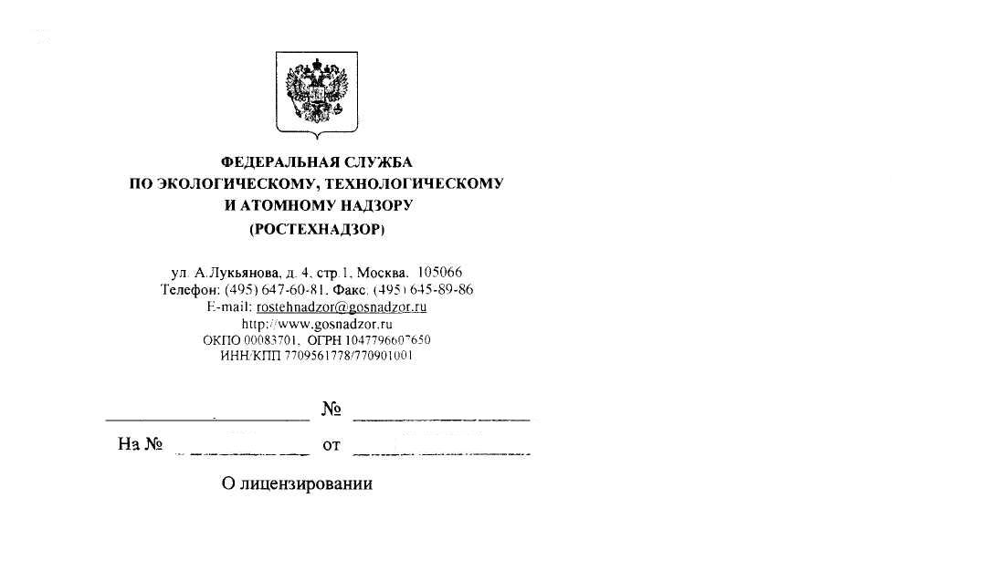 ФЕДЕРАЛЬНАЯ СЛУЖБА
ПО ЭКОЛОГИЧЕСКОМУ, ТЕХНОЛОГИЧЕСКОМУ
И АТОМНОМУ НАДЗОРУ
(РОСТЕХНАДЗОР)
ул. А.Лукьянова, д. 4, стр.1, Москва, 105066
Телефон: (495) 647-60-81, Факс: (495) 645-89-86
E-mail: rostehnadzor@gosnadzor.ru
http://www.gosnadzor.ru
ОКПО 00083701, ОГРН 1047796607650
ИНН/КПП 7709561778/770901001
№
На № от
О лицензировании